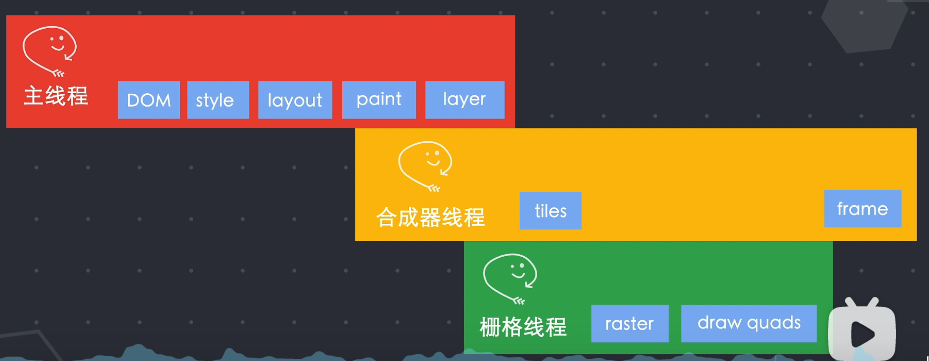 主线程
DOM
style
layout
paint
layer
合成器线程
tiles
frame
栅格线程
raster
draw quads